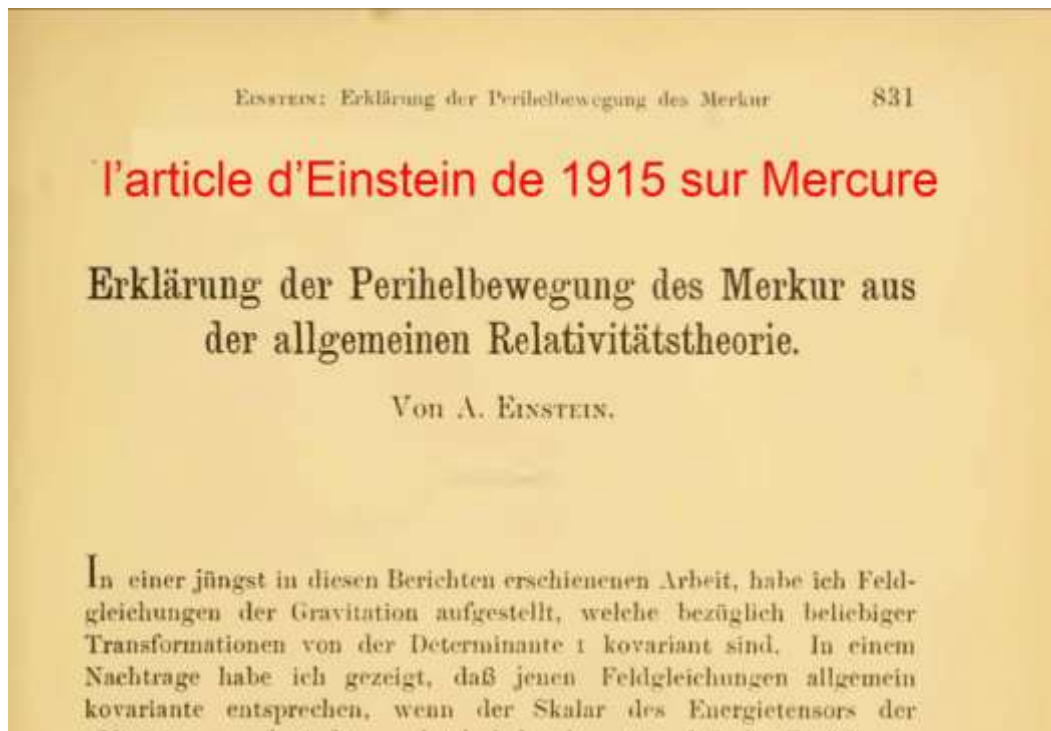 EINSTEIN: Erklärung der Perihelbewegung des Merkur 831
l'article d'Einstein de 1915 sur Mercure
Erklärung der Perihelbewegung des Merkur aus
der allgemeinen Relativitätstheorie.
Von A. EINSTEIN.
In einer jüngst in diesen Berichten erschienenen Arbeit, habe ich Feld-
gleichungen der Gravitation aufgestellt, welche bezüglich beliebiger
Transformationen von der Determinante 1 kovariant sind. In einem
Nachtrage habe ich gezeigt, daß jenen Feldgleichungen allgemein
kovariante entsprechen, wenn der Skalar des Energietensors der